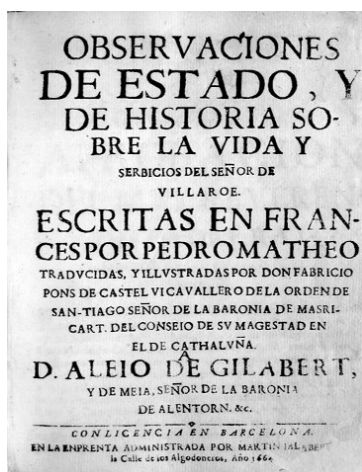 OBSERVACIONES
DE ESTADO, Y
DE HISTORIA SO-
BRE LA VIDA Y
SERBICIOS DEL SEÑOR DE
VILLAROE.
ESCRITAS EN FRAN-
CES POR PEDRO MATHEO
TRADVCIDAS, Y ILLVSTRADAS POR DON FABRICIO
PONS DE CASTELVI CAVALLERO DE LA ORDEN DE
SAN-TIAGO SEÑOR DE LA BARONIA DE MASRI-
CART. DEL CONSEIO DE SV MAGESTAD EN
EL DE CATHALVÑA.
A
D. ALEIO DE GILABERT,
Y DE MEIA, SEÑOR DE LA BARONIA
DE ALENTORN. &c.
CON LICENCIA EN BARCELONA.
EN LA ENPRENTA ADMINISTRADA POR MARTIN IALABERT
la Calle de los Algodoneros, Año 166